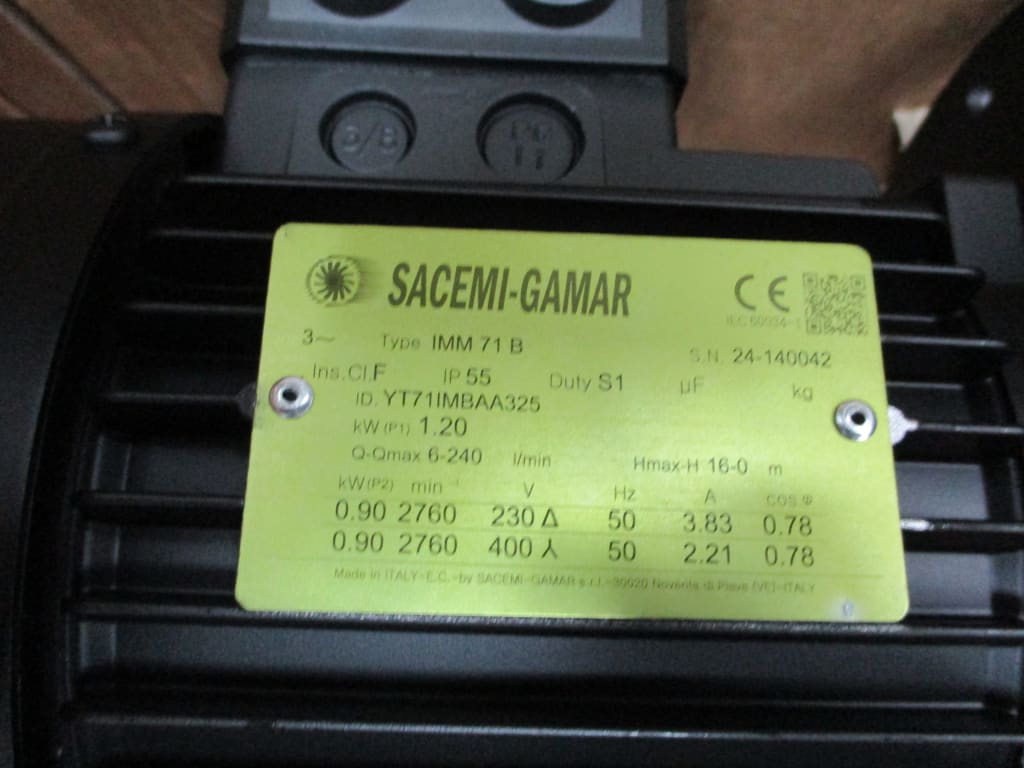 3/8
PG
11
SACEMI-GAMAR
CE
IEC 60034-1
3~ Type IMM 71 B S.N. 24-140042
Ins.Cl.F IP 55 Duty S1 µF kg
ID. YT71IMBAA325
kW (P1) 1.20
Q-Qmax 6-240 l/min Hmax-H 16-0 m
kW(P2) min⁻¹ V Hz A cos φ
0.90 2760 230 Δ 50 3.83 0.78
0.90 2760 400 ⅄ 50 2.21 0.78
Made in ITALY-E.C.-by SACEMI-GAMAR s.r.l.-30020 Noventa di Piave (VE)-ITALY